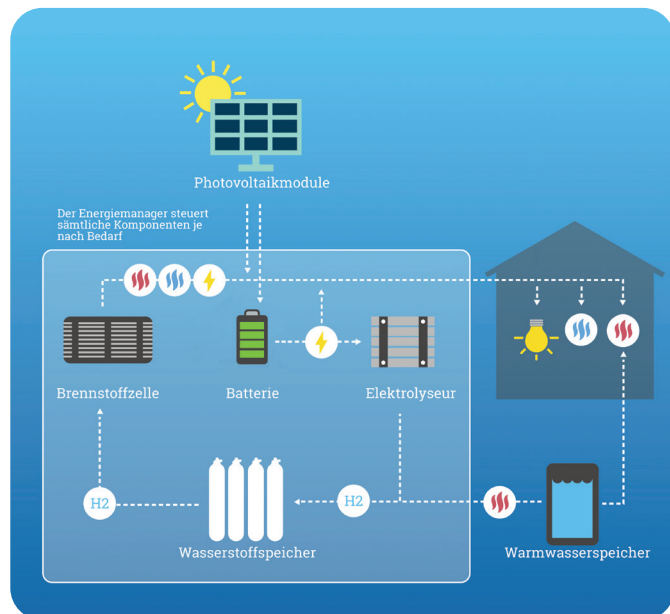 Photovoltaikmodule
Der Energiemanager steuert
sämtliche Komponenten je
nach Bedarf
Brennstoffzelle
Batterie
Elektrolyseur
H2
H2
Wasserstoffspeicher
Warmwasserspeicher